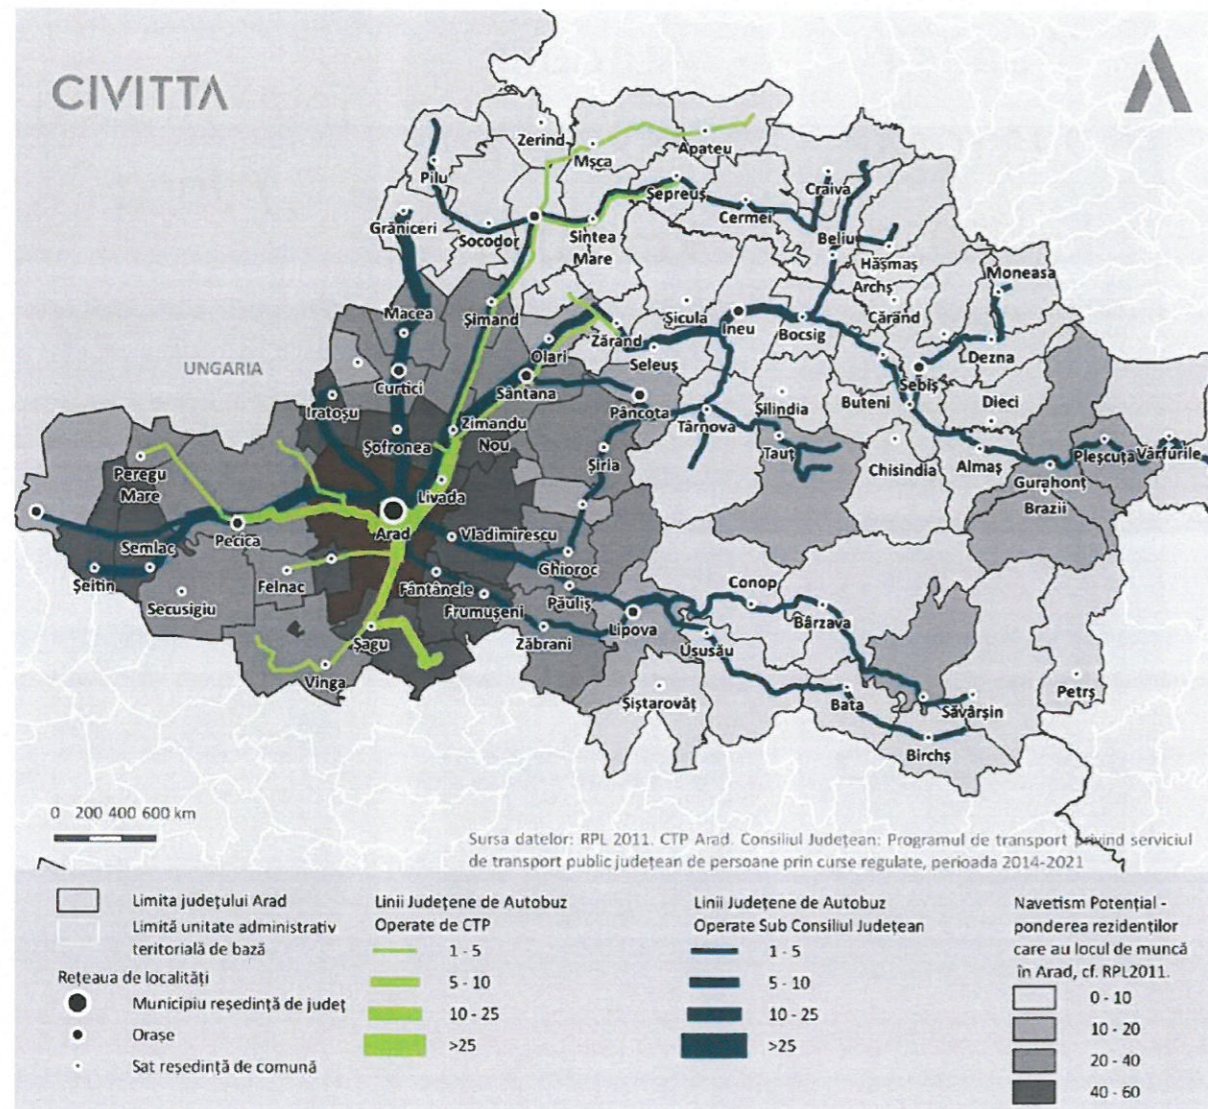 CIVITTA
Zerind
Mșca
Apateu
Pilu
Șepreuș
Craiva
Grăniceri
Socodor
Sintea
Mare
Cermei
Beliu
Hășmaș
Moneasa
Archș
Macea
Șimand
Șicula
Ineu
Cărand
UNGARIA
Olari
Zărand
Bocsig
Dezna
Curtici
Seleuș
Sântana
Sebiș
Iratoșu
Pâncota
Șilindia
Buteni
Dieci
Șofronea
Zimandu
Nou
Târnova
Tauț
Chisindia
Almaș
Pleșcuța
Vârfurile
Peregu
Mare
Șiria
Gurahonț
Brazii
Livada
Arad
Vladimirescu
Semlac
Pecica
Șeitin
Felnac
Fântânele
Ghioroc
Conop
Secusigiu
Frumușeni
Păuliș
Bârzava
Zăbrani
Lipova
Șagu
Ususău
Vinga
Șiștarovăț
Bata
Săvârșin
Petrș
Birchș
0 200 400 600 km
Sursa datelor: RPL 2011. CTP Arad. Consiliul Județean: Programul de transport privind serviciul
de transport public județean de persoane prin curse regulate, perioada 2014-2021
Limita județului Arad
Limită unitate administrativ
teritorială de bază
Rețeaua de localități
Municipiu reședință de județ
Orașe
Sat reședință de comună
Linii Județene de Autobuz
Operate de CTP
1 - 5
5 - 10
10 - 25
>25
Linii Județene de Autobuz
Operate Sub Consiliul Județean
1 - 5
5 - 10
10 - 25
>25
Navetism Potențial -
ponderea rezidenților
care au locul de muncă
în Arad, cf. RPL2011.
0 - 10
10 - 20
20 - 40
40 - 60